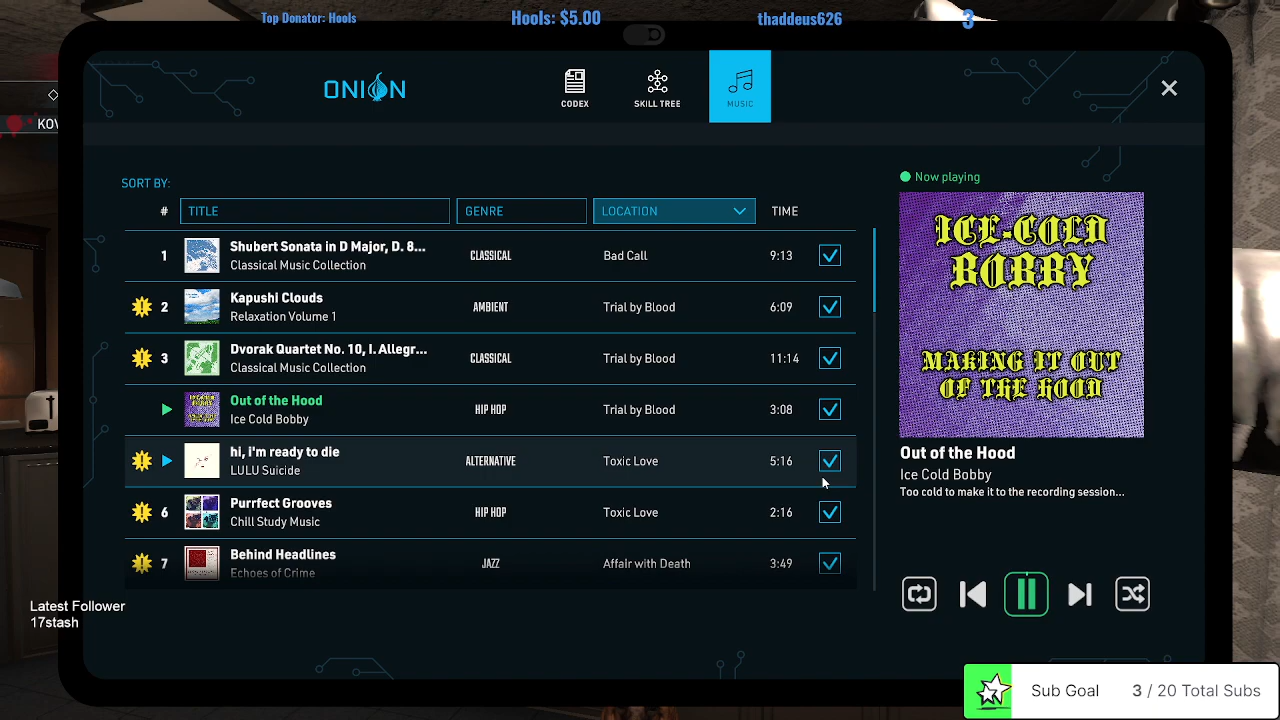 Top Donator: Hools
Hools: $5.00
thaddeus626
3
ONION
CODEX
SKILL TREE
MUSIC
SORT BY:
# TITLE GENRE LOCATION TIME
1 Shubert Sonata in D Major, D. 8... CLASSICAL Bad Call 9:13
Classical Music Collection
2 Kapushi Clouds AMBIENT Trial by Blood 6:09
Relaxation Volume 1
3 Dvorak Quartet No. 10, I. Allegr... CLASSICAL Trial by Blood 11:14
Classical Music Collection
Out of the Hood HIP HOP Trial by Blood 3:08
Ice Cold Bobby
hi, i'm ready to die ALTERNATIVE Toxic Love 5:16
LULU Suicide
6 Purrfect Grooves HIP HOP Toxic Love 2:16
Chill Study Music
7 Behind Headlines JAZZ Affair with Death 3:49
Echoes of Crime
Now playing
ICE-COLD
BOBBY
MAKING IT OUT
OF THE HOOD
Out of the Hood
Ice Cold Bobby
Too cold to make it to the recording session...
KOV
Latest Follower
17stash
Sub Goal 3 / 20 Total Subs